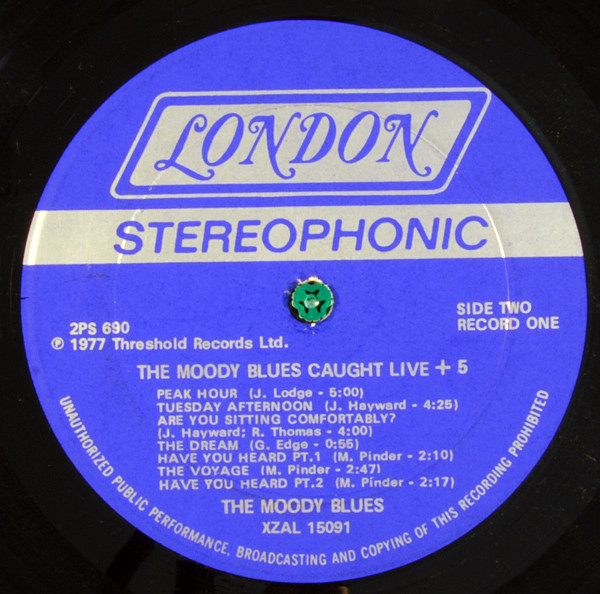 LONDON
STEREOPHONIC
2PS 690
℗ 1977 Threshold Records Ltd.
SIDE TWO
RECORD ONE
THE MOODY BLUES CAUGHT LIVE + 5
PEAK HOUR (J. Lodge - 5:00)
TUESDAY AFTERNOON (J. Hayward - 4:25)
ARE YOU SITTING COMFORTABLY?
(J. Hayward; R. Thomas - 4:00)
THE DREAM (G. Edge - 0:55)
HAVE YOU HEARD PT.1 (M. Pinder - 2:10)
THE VOYAGE (M. Pinder - 2:47)
HAVE YOU HEARD PT.2 (M. Pinder - 2:17)
THE MOODY BLUES
XZAL 15091
UNAUTHORIZED PUBLIC PERFORMANCE, BROADCASTING AND COPYING OF THIS RECORDING PROHIBITED